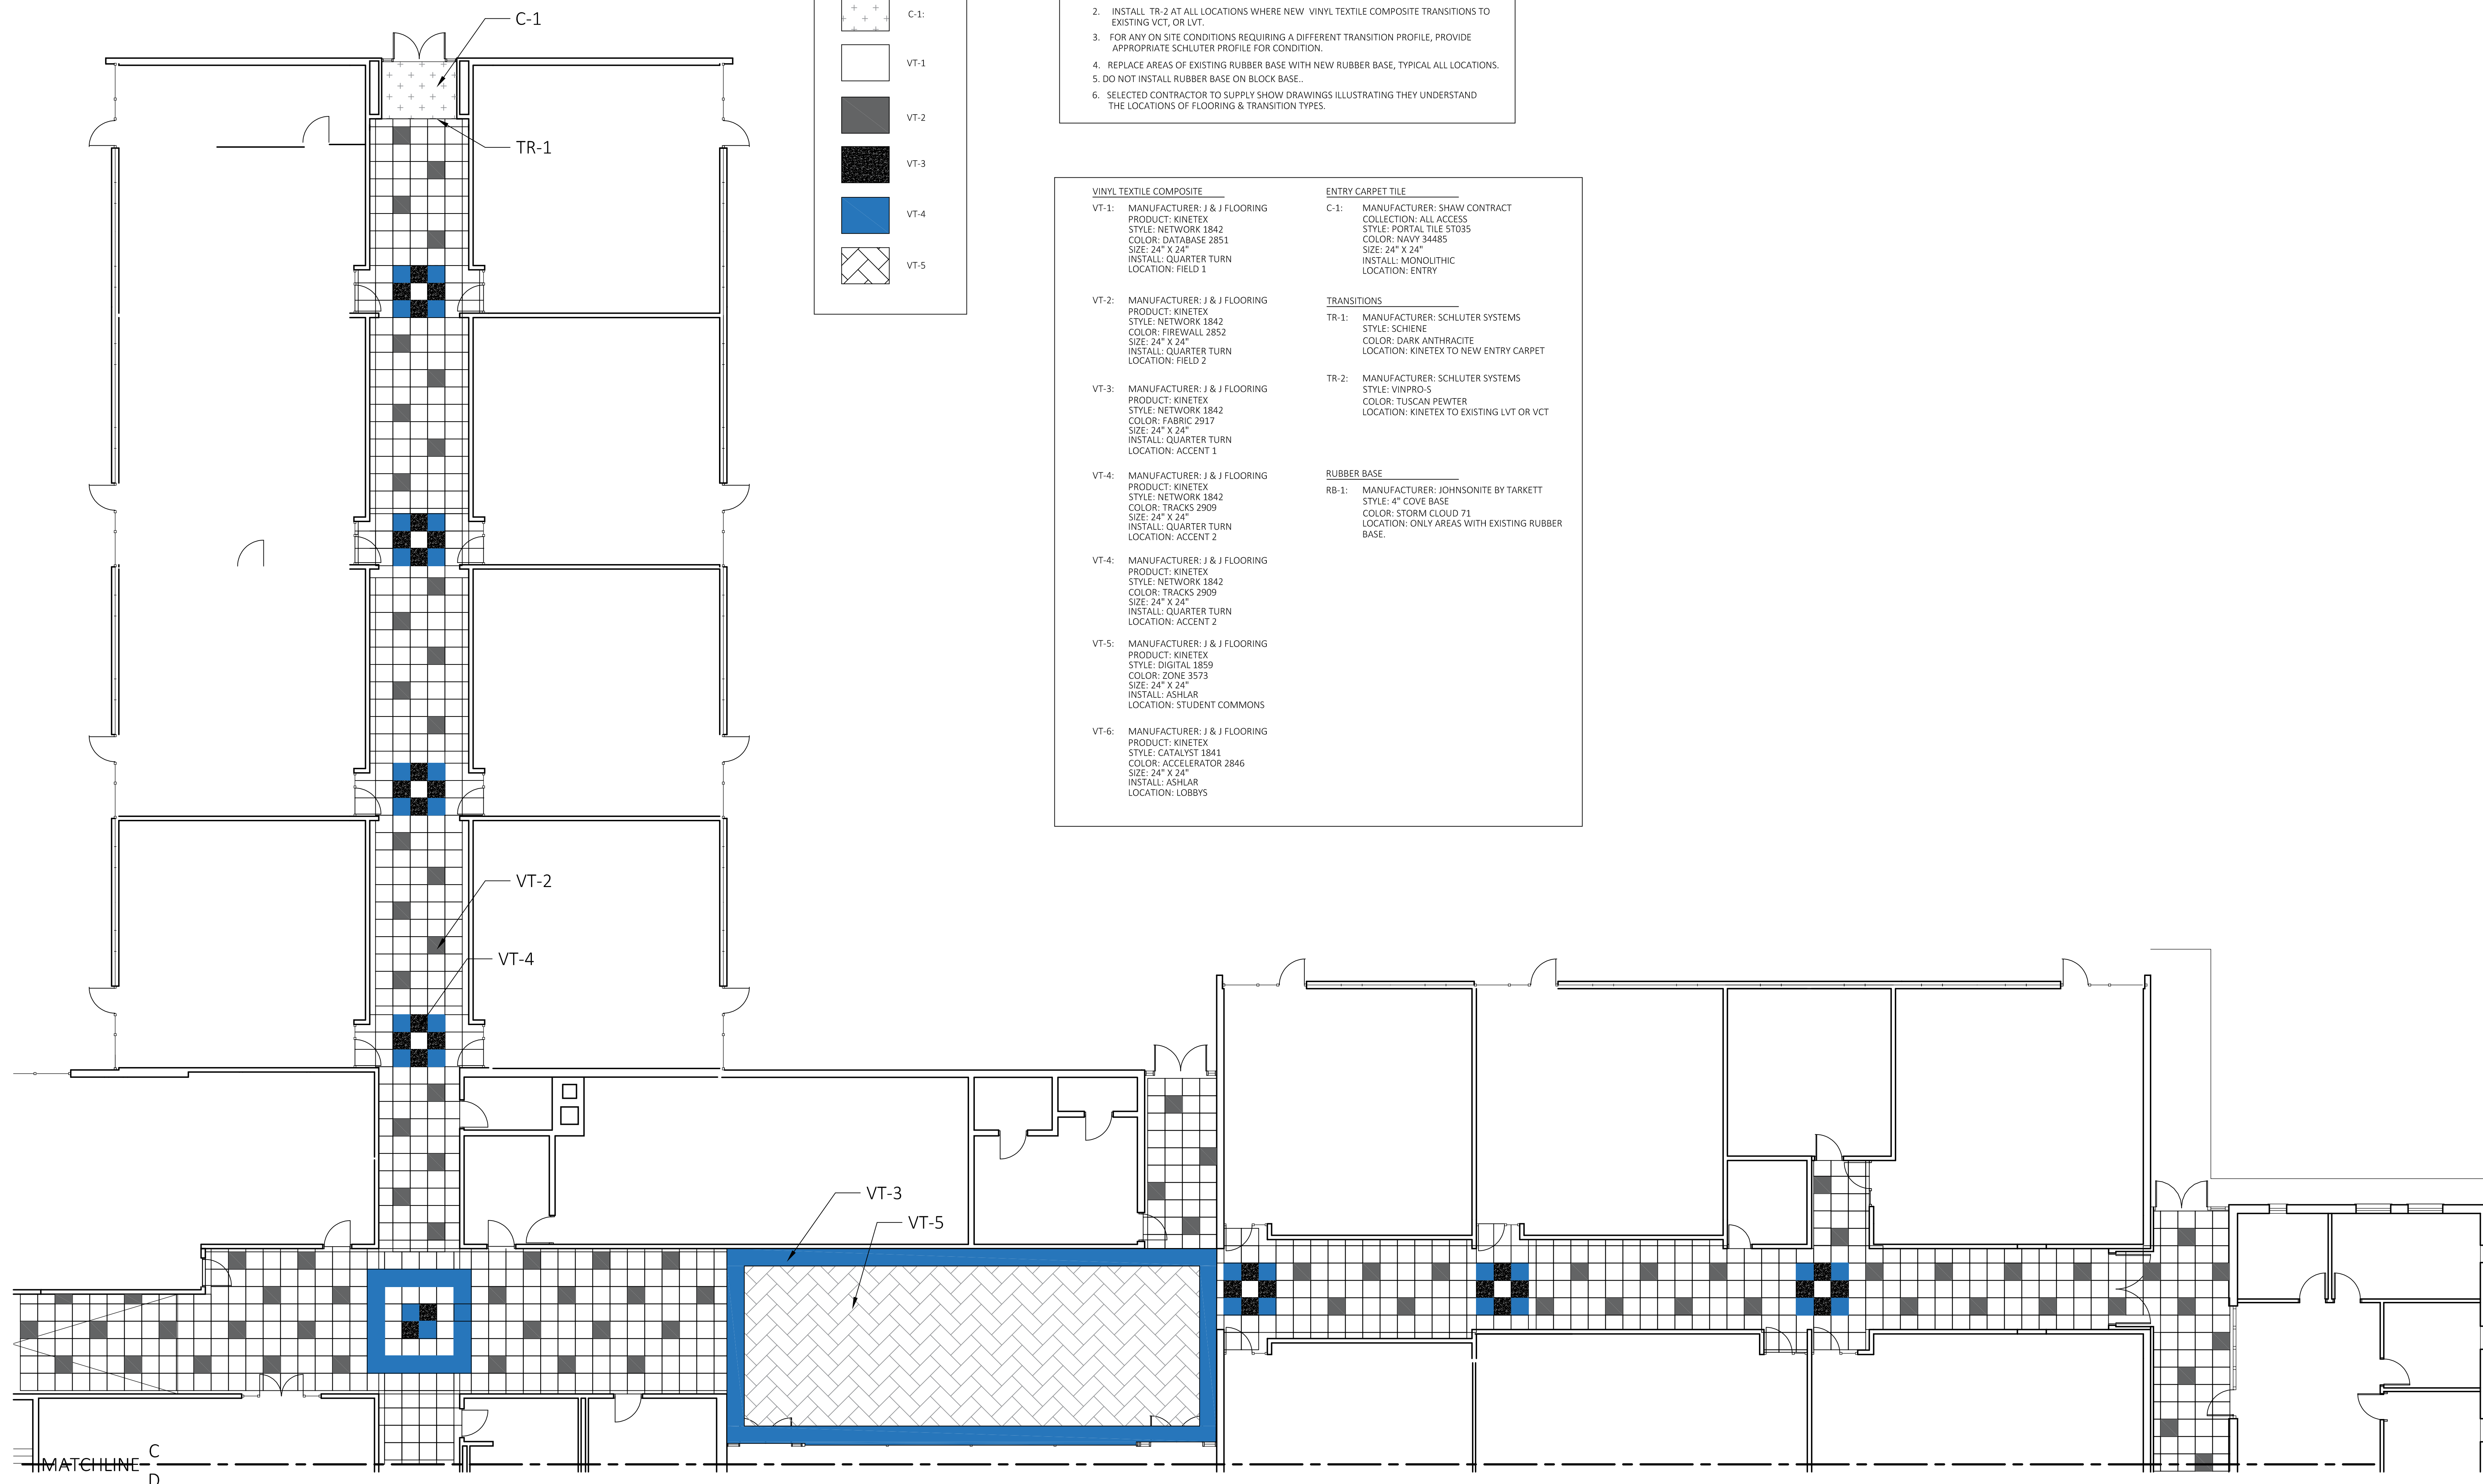 C-1
TR-1
VT-2
VT-4
VT-3
VT-5
MATCHLINE
C
D
C-1:
VT-1
VT-2
VT-3
VT-4
VT-5
2. INSTALL TR-2 AT ALL LOCATIONS WHERE NEW VINYL TEXTILE COMPOSITE TRANSITIONS TO
EXISTING VCT, OR LVT.
3. FOR ANY ON SITE CONDITIONS REQUIRING A DIFFERENT TRANSITION PROFILE, PROVIDE
APPROPRIATE SCHLUTER PROFILE FOR CONDITION.
4. REPLACE AREAS OF EXISTING RUBBER BASE WITH NEW RUBBER BASE, TYPICAL ALL LOCATIONS.
5. DO NOT INSTALL RUBBER BASE ON BLOCK BASE..
6. SELECTED CONTRACTOR TO SUPPLY SHOW DRAWINGS ILLUSTRATING THEY UNDERSTAND
THE LOCATIONS OF FLOORING & TRANSITION TYPES.
VINYL TEXTILE COMPOSITE
VT-1: MANUFACTURER: J & J FLOORING
PRODUCT: KINETEX
STYLE: NETWORK 1842
COLOR: DATABASE 2851
SIZE: 24" X 24"
INSTALL: QUARTER TURN
LOCATION: FIELD 1
VT-2: MANUFACTURER: J & J FLOORING
PRODUCT: KINETEX
STYLE: NETWORK 1842
COLOR: FIREWALL 2852
SIZE: 24" X 24"
INSTALL: QUARTER TURN
LOCATION: FIELD 2
VT-3: MANUFACTURER: J & J FLOORING
PRODUCT: KINETEX
STYLE: NETWORK 1842
COLOR: FABRIC 2917
SIZE: 24" X 24"
INSTALL: QUARTER TURN
LOCATION: ACCENT 1
VT-4: MANUFACTURER: J & J FLOORING
PRODUCT: KINETEX
STYLE: NETWORK 1842
COLOR: TRACKS 2909
SIZE: 24" X 24"
INSTALL: QUARTER TURN
LOCATION: ACCENT 2
VT-4: MANUFACTURER: J & J FLOORING
PRODUCT: KINETEX
STYLE: NETWORK 1842
COLOR: TRACKS 2909
SIZE: 24" X 24"
INSTALL: QUARTER TURN
LOCATION: ACCENT 2
VT-5: MANUFACTURER: J & J FLOORING
PRODUCT: KINETEX
STYLE: DIGITAL 1859
COLOR: ZONE 3573
SIZE: 24" X 24"
INSTALL: ASHLAR
LOCATION: STUDENT COMMONS
VT-6: MANUFACTURER: J & J FLOORING
PRODUCT: KINETEX
STYLE: CATALYST 1841
COLOR: ACCELERATOR 2846
SIZE: 24" X 24"
INSTALL: ASHLAR
LOCATION: LOBBYS
ENTRY CARPET TILE
C-1: MANUFACTURER: SHAW CONTRACT
COLLECTION: ALL ACCESS
STYLE: PORTAL TILE 5T035
COLOR: NAVY 34485
SIZE: 24" X 24"
INSTALL: MONOLITHIC
LOCATION: ENTRY
TRANSITIONS
TR-1: MANUFACTURER: SCHLUTER SYSTEMS
STYLE: SCHIENE
COLOR: DARK ANTHRACITE
LOCATION: KINETEX TO NEW ENTRY CARPET
TR-2: MANUFACTURER: SCHLUTER SYSTEMS
STYLE: VINPRO-S
COLOR: TUSCAN PEWTER
LOCATION: KINETEX TO EXISTING LVT OR VCT
RUBBER BASE
RB-1: MANUFACTURER: JOHNSONITE BY TARKETT
STYLE: 4" COVE BASE
COLOR: STORM CLOUD 71
LOCATION: ONLY AREAS WITH EXISTING RUBBER
BASE.